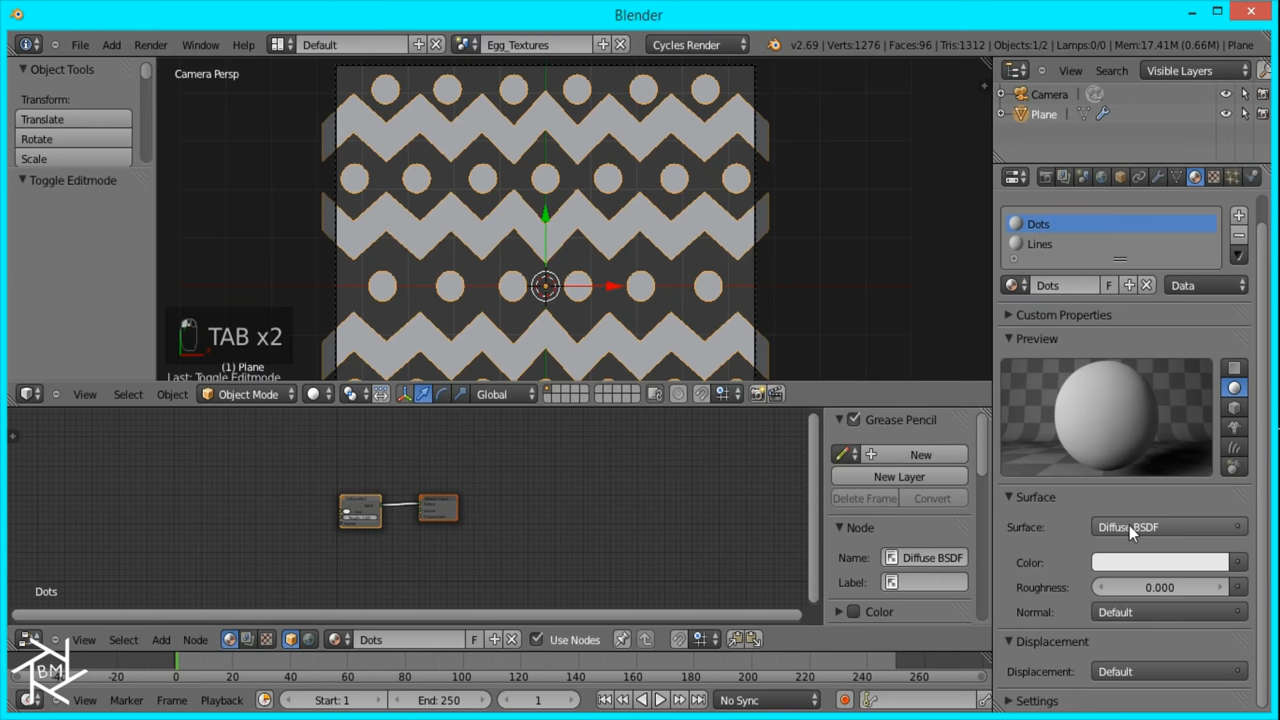 Blender
File Add Render Window Help Default Egg_Textures Cycles Render v2.69 | Verts:1276 | Faces:96 | Tris:1312 | Objects:1/2 | Lamps:0/0 | Mem:17.41M (0.66M) | Plane
Object Tools
Transform:
Translate
Rotate
Scale
Toggle Editmode
Camera Persp
TAB x2
(1) Plane
Last: Toggle Editmode
View Select Object Object Mode Global
View Search Visible Layers
Camera
Plane
Dots
Lines
Dots F Data
Custom Properties
Preview
Surface
Surface: Diffuse BSDF
Color:
Roughness: 0.000
Normal: Default
Displacement
Displacement: Default
Settings
Dots
Grease Pencil
New
New Layer
Delete Frame Convert
Node
Name: Diffuse BSDF
Label:
Color
View Select Add Node Dots F Use Nodes
-20 0 20 40 60 80 100 120 140 160 180 200 220 240 260
BM
View Marker Frame Playback Start: 1 End: 250 1 No Sync